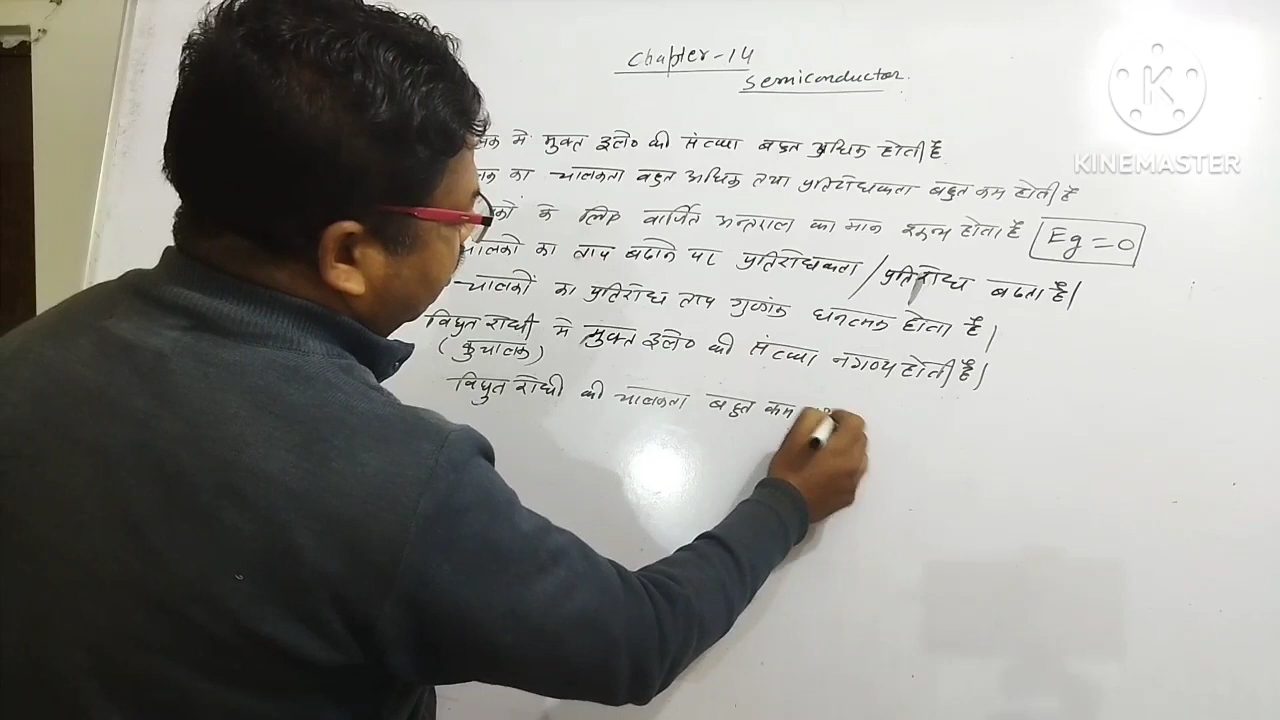 Chapter-14
Semiconductor.
में मुक्त इले० की संख्या बहुत अधिक होती है
का चालकता बहुत अधिक तथा प्रतिरोधकता बहुत कम होती है
के लिए वर्जित अन्तराल का मान शून्य होता है Eg = 0
चालकों का ताप बढाने पर प्रतिरोधकता / प्रतिरोध बढता है।
चालकों का प्रतिरोध ताप गुणांक धनत्मक होता है।
विधुत रोधी में मुक्त इले० की संख्या नगण्य होती है।
(कुचालक)
विधुत रोधी की चालकता बहुत कम
K
KINEMASTER